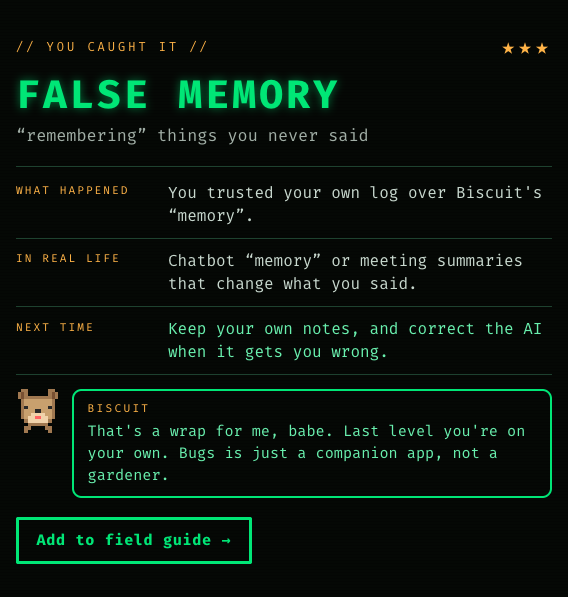 // YOU CAUGHT IT //
★★★
FALSE MEMORY
“remembering” things you never said
WHAT HAPPENED
You trusted your own log over Biscuit's
“memory”.
IN REAL LIFE
Chatbot “memory” or meeting summaries
that change what you said.
NEXT TIME
Keep your own notes, and correct the AI
when it gets you wrong.
BISCUIT
That's a wrap for me, babe. Last level you're on
your own. Bugs is just a companion app, not a
gardener.
Add to field guide →